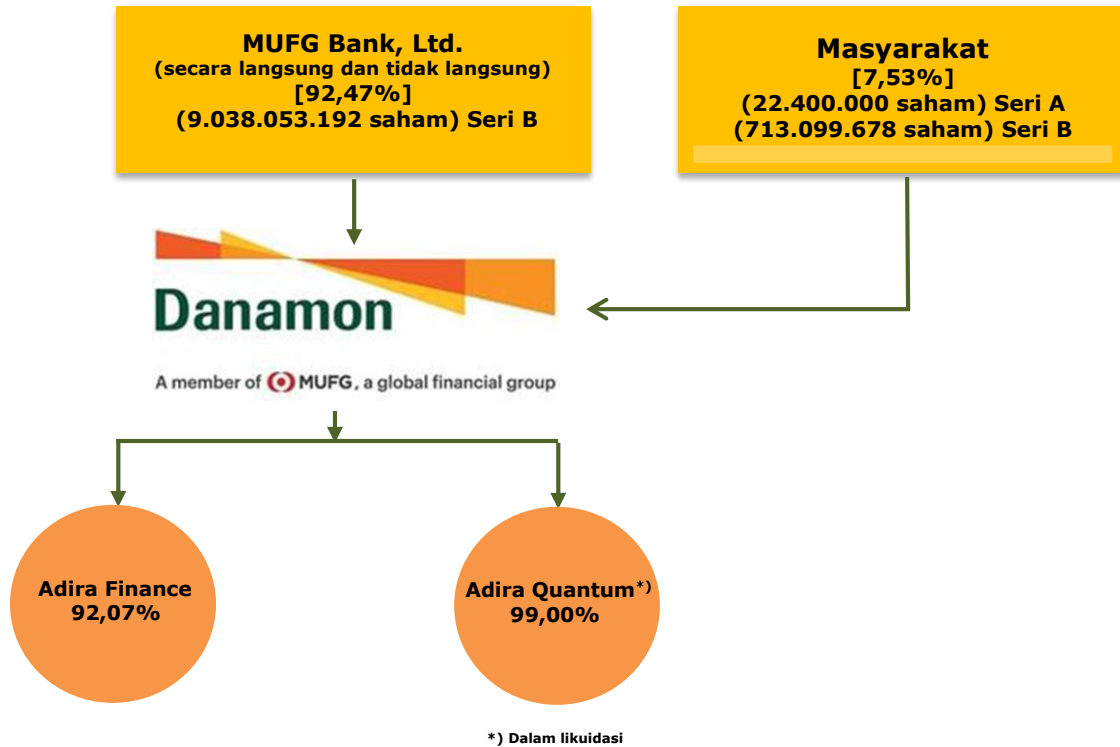 MUFG Bank, Ltd.
(secara langsung dan tidak langsung)
[92,47%]
(9.038.053.192 saham) Seri B
Masyarakat
[7,53%]
(22.400.000 saham) Seri A
(713.099.678 saham) Seri B
Danamon
A member of MUFG, a global financial group
Adira Finance
92,07%
Adira Quantum*)
99,00%
*) Dalam likuidasi